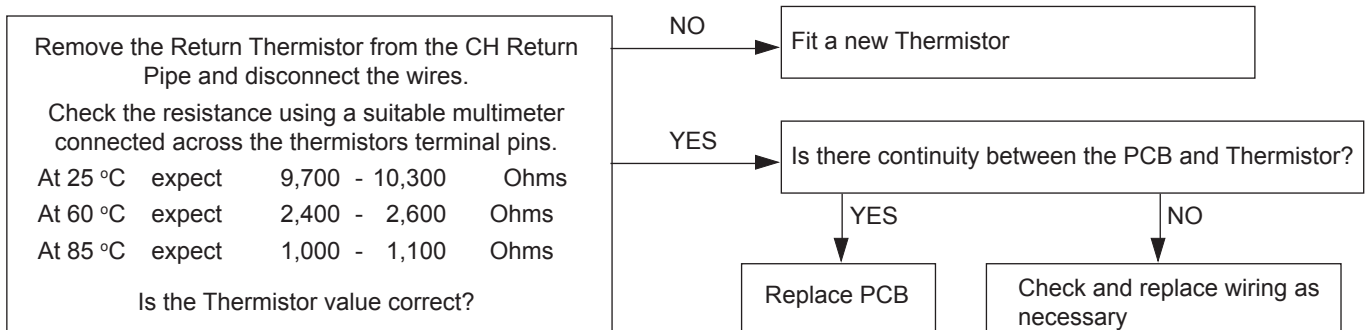 Remove the Return Thermistor from the CH Return
Pipe and disconnect the wires.
Check the resistance using a suitable multimeter
connected across the thermistors terminal pins.
At 25 °C expect 9,700 - 10,300 Ohms
At 60 °C expect 2,400 - 2,600 Ohms
At 85 °C expect 1,000 - 1,100 Ohms
Is the Thermistor value correct?
NO
Fit a new Thermistor
YES
Is there continuity between the PCB and Thermistor?
YES
Replace PCB
NO
Check and replace wiring as
necessary